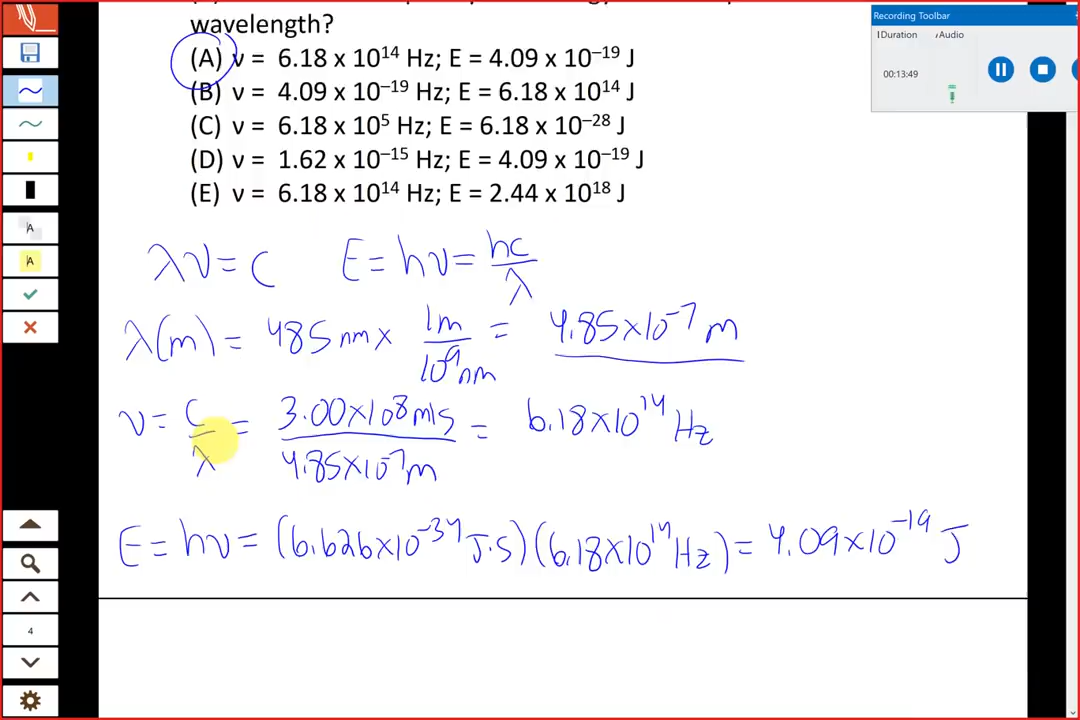 wavelength?
(A) ν = 6.18 x 10¹⁴ Hz; E = 4.09 x 10⁻¹⁹ J
(B) ν = 4.09 x 10⁻¹⁹ Hz; E = 6.18 x 10¹⁴ J
(C) ν = 6.18 x 10⁵ Hz; E = 6.18 x 10⁻²⁸ J
(D) ν = 1.62 x 10⁻¹⁵ Hz; E = 4.09 x 10⁻¹⁹ J
(E) ν = 6.18 x 10¹⁴ Hz; E = 2.44 x 10¹⁸ J
λν = C E = hν = hc/λ
λ(m) = 485 nm x 1m/10⁹nm = 4.85x10⁻⁷ m
ν = c/λ = 3.00x10⁸ m/s / 4.85x10⁻⁷m = 6.18x10¹⁴ Hz
E = hν = (6.626x10⁻³⁴ J·s)(6.18x10¹⁴ Hz) = 4.09x10⁻¹⁹ J
Recording Toolbar
Duration Audio
00:13:49
A
A
4